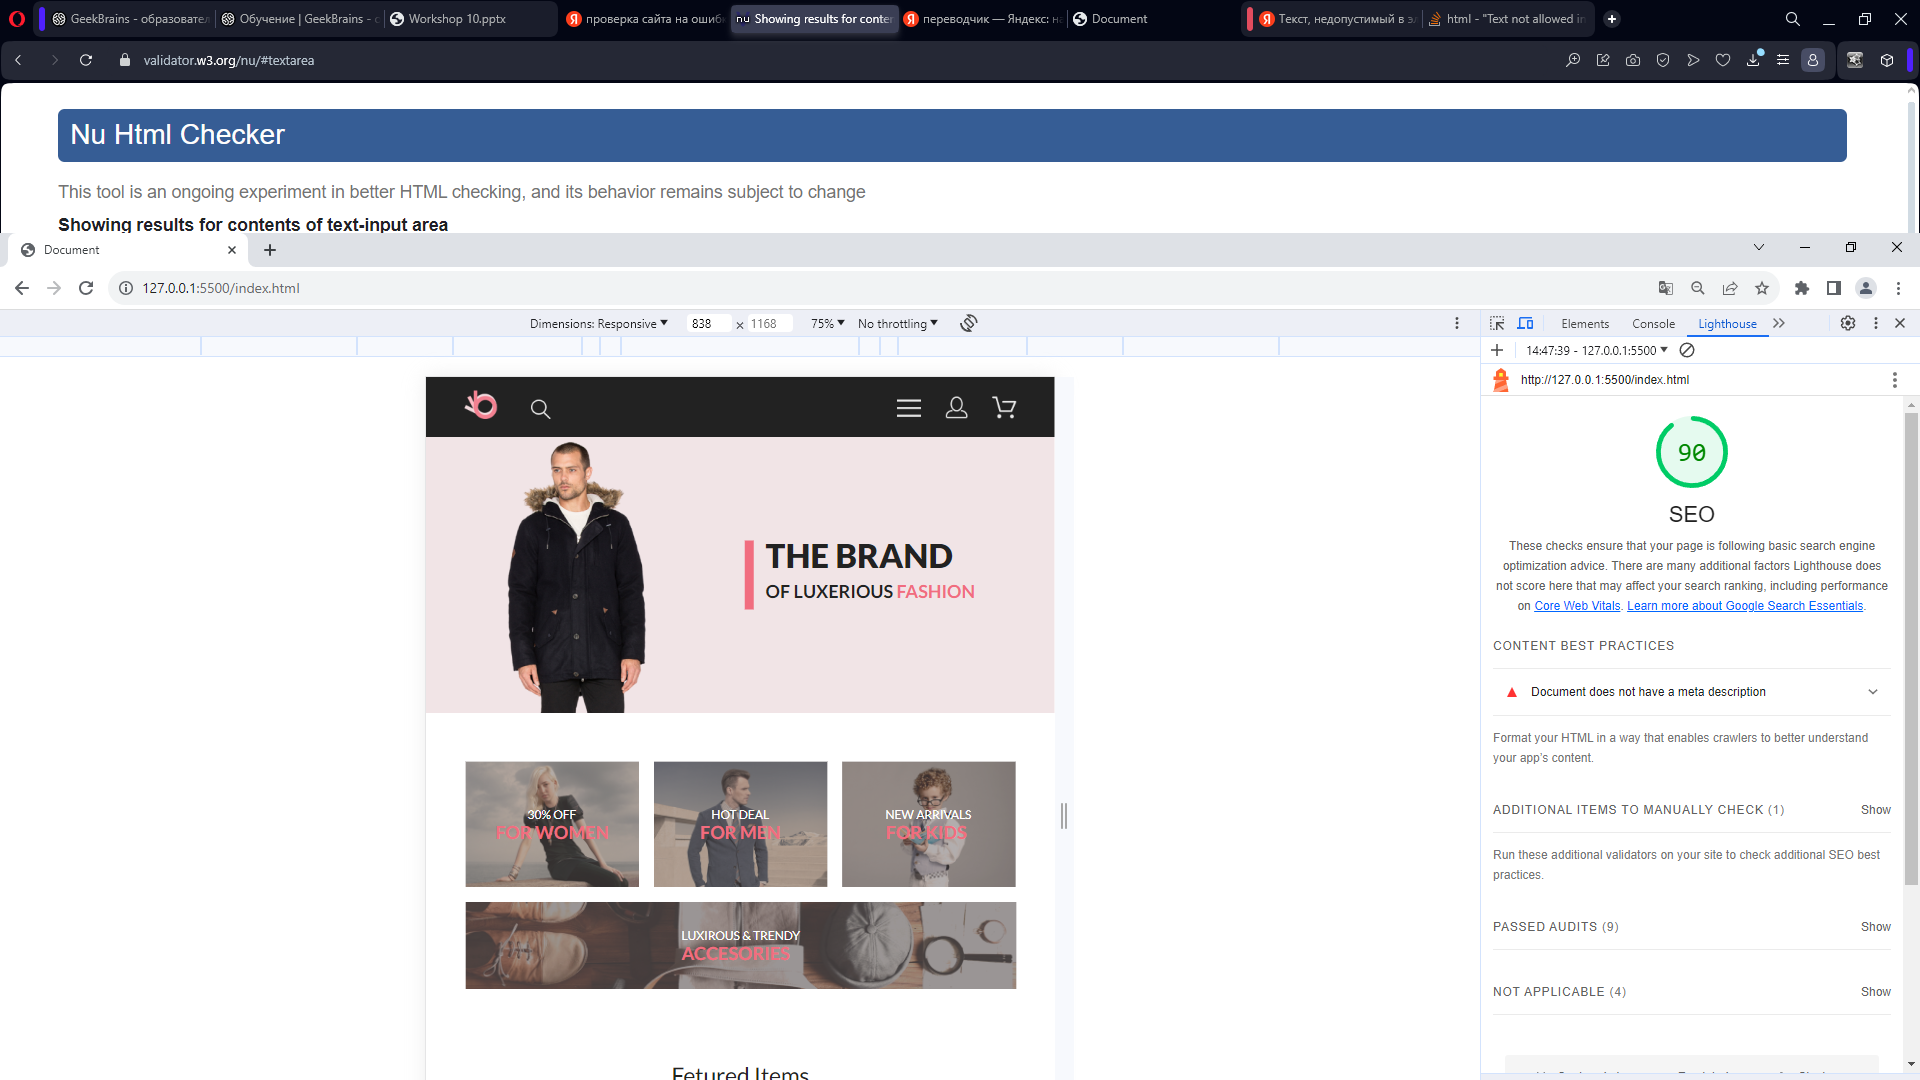 GeekBrains - образовател
Обучение | GeekBrains - с
Workshop 10.pptx
проверка сайта на ошибк
nu Showing results for conter
переводчик — Яндекс: на
Document
Текст, недопустимый в эл
html - "Text not allowed in
validator.w3.org/nu/#textarea
Nu Html Checker
This tool is an ongoing experiment in better HTML checking, and its behavior remains subject to change
Showing results for contents of text-input area
Document
127.0.0.1:5500/index.html
Dimensions: Responsive
838 × 1168
75%
No throttling
Elements
Console
Lighthouse
14:47:39 - 127.0.0.1:5500
http://127.0.0.1:5500/index.html
THE BRAND
OF LUXERIOUS FASHION
30% OFF
FOR WOMEN
HOT DEAL
FOR MEN
NEW ARRIVALS
FOR KIDS
LUXIROUS & TRENDY
ACCESORIES
Fetured Items
90
SEO
These checks ensure that your page is following basic search engine
optimization advice. There are many additional factors Lighthouse does
not score here that may affect your search ranking, including performance
on Core Web Vitals. Learn more about Google Search Essentials.
CONTENT BEST PRACTICES
Document does not have a meta description
Format your HTML in a way that enables crawlers to better understand
your app's content.
ADDITIONAL ITEMS TO MANUALLY CHECK (1)
Show
Run these additional validators on your site to check additional SEO best
practices.
PASSED AUDITS (9)
Show
NOT APPLICABLE (4)
Show